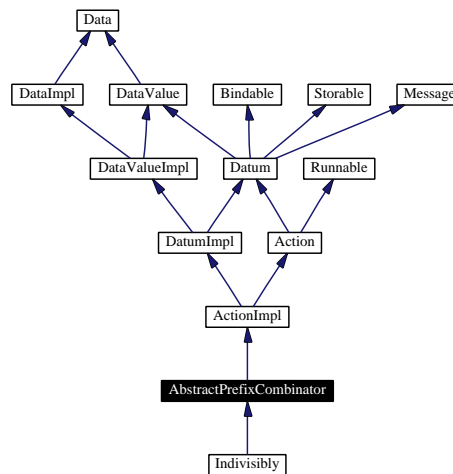 Data
DataImpl
DataValue
Bindable
Storable
Message
DataValueImpl
Datum
Runnable
DatumImpl
Action
ActionImpl
AbstractPrefixCombinator
Indivisibly